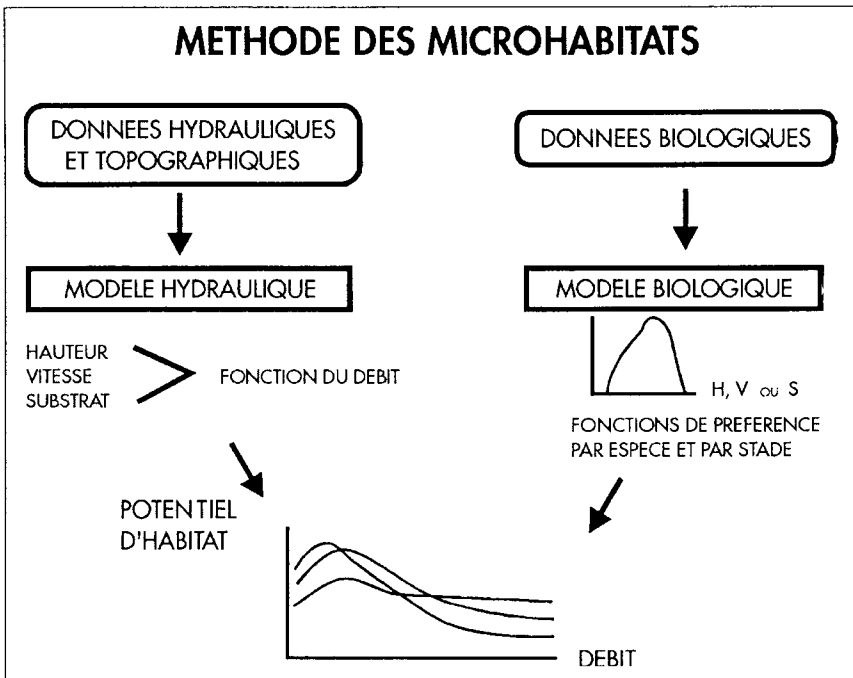 METHODE DES MICROHABITATS
DONNEES HYDRAULIQUES
ET TOPOGRAPHIQUES
DONNEES BIOLOGIQUES
MODELE HYDRAULIQUE
MODELE BIOLOGIQUE
HAUTEUR
VITESSE
SUBSTRAT
FONCTION DU DEBIT
H, V OU S
FONCTIONS DE PREFERENCE
PAR ESPECE ET PAR STADE
POTENTIEL
D'HABITAT
DEBIT